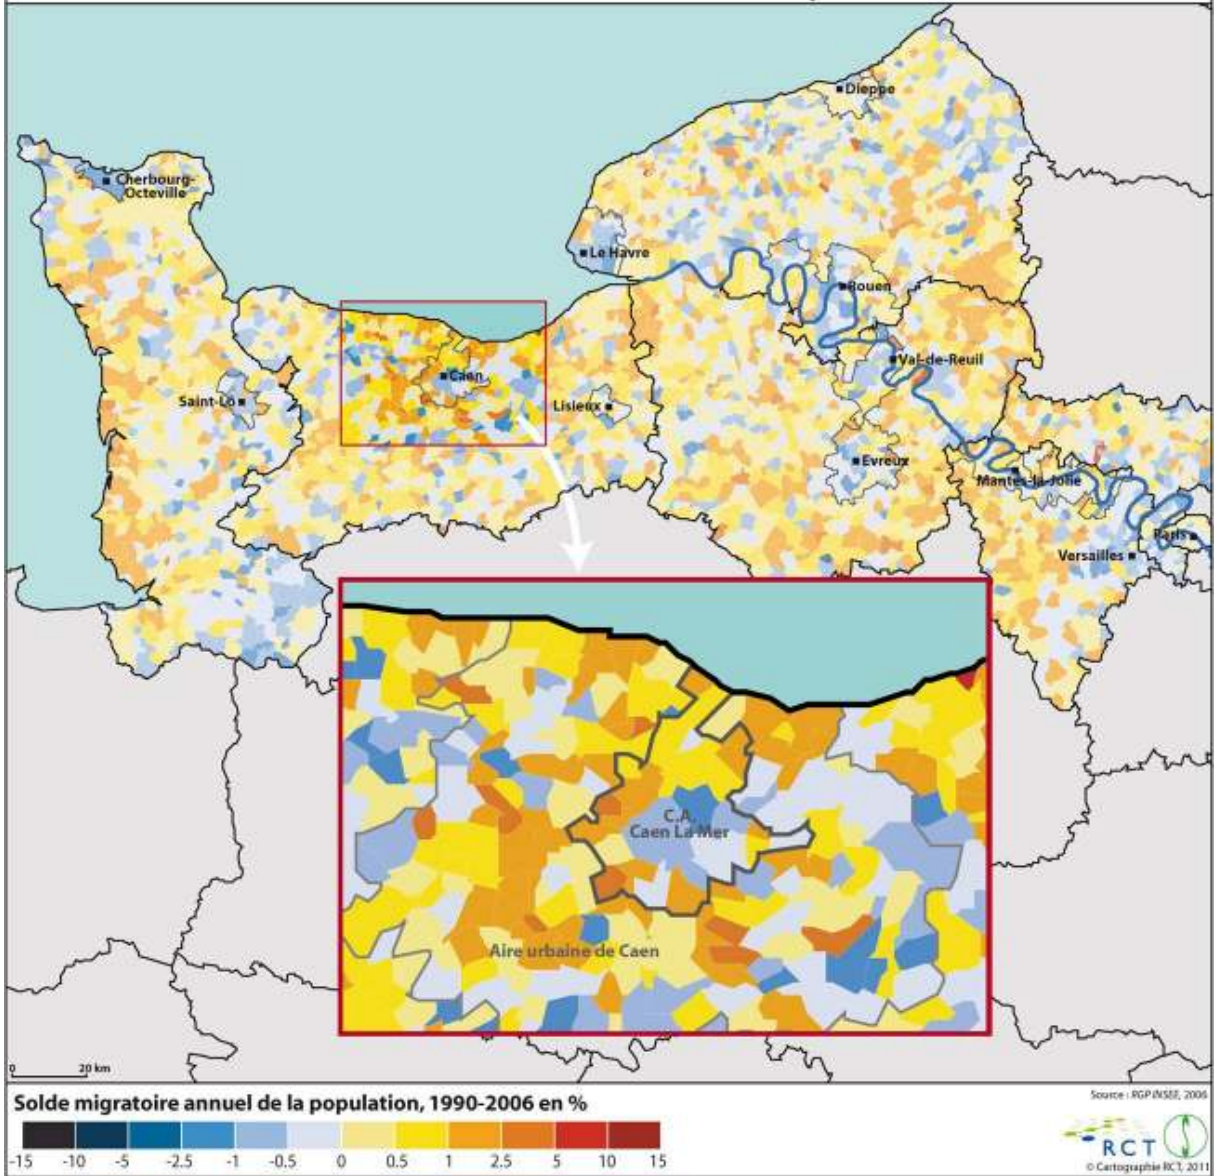 Dieppe
Cherbourg-
Octeville
Le Havre
Rouen
Val-de-Reuil
Caen
Saint-Lô
Lisieux
Evreux
Mantes-la-Jolie
Paris
Versailles
C.A.
Caen La Mer
Aire urbaine de Caen
0 20 km
Solde migratoire annuel de la population, 1990-2006 en %
Source : RGP INSEE, 2006
-15 -10 -5 -2.5 -1 -0.5 0 0.5 1 2.5 5 10 15
RCT
© Cartographie RCT, 2011